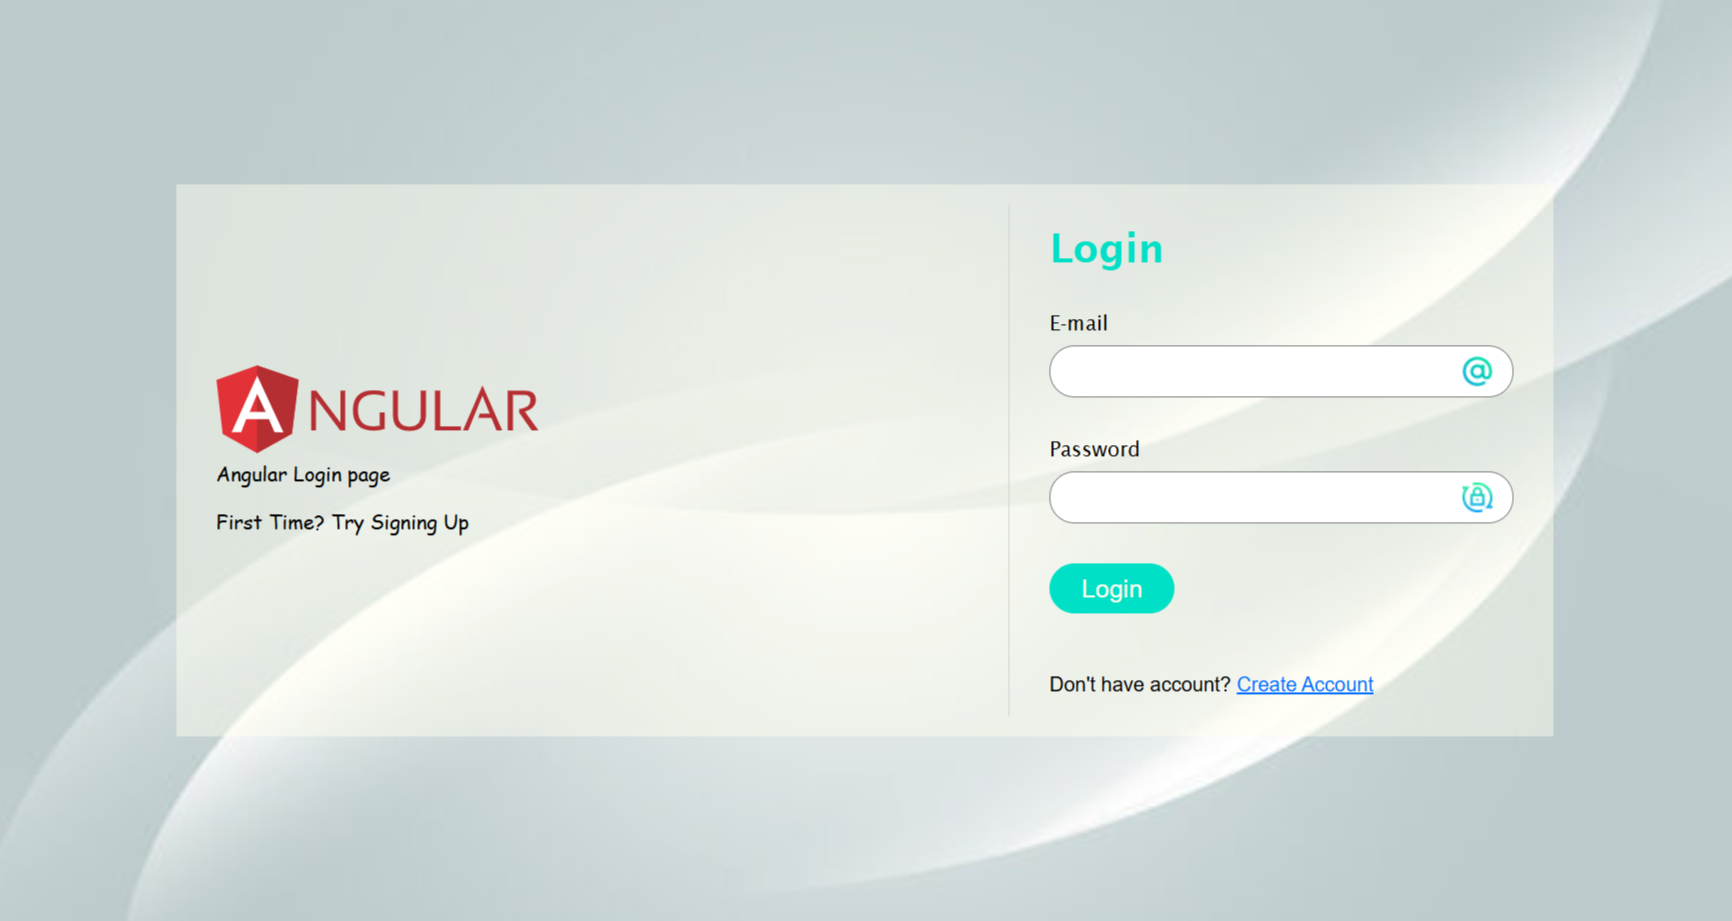 ANGULAR
Angular Login page
First Time? Try Signing Up
Login
E-mail
@
Password
Login
Don't have account? Create Account